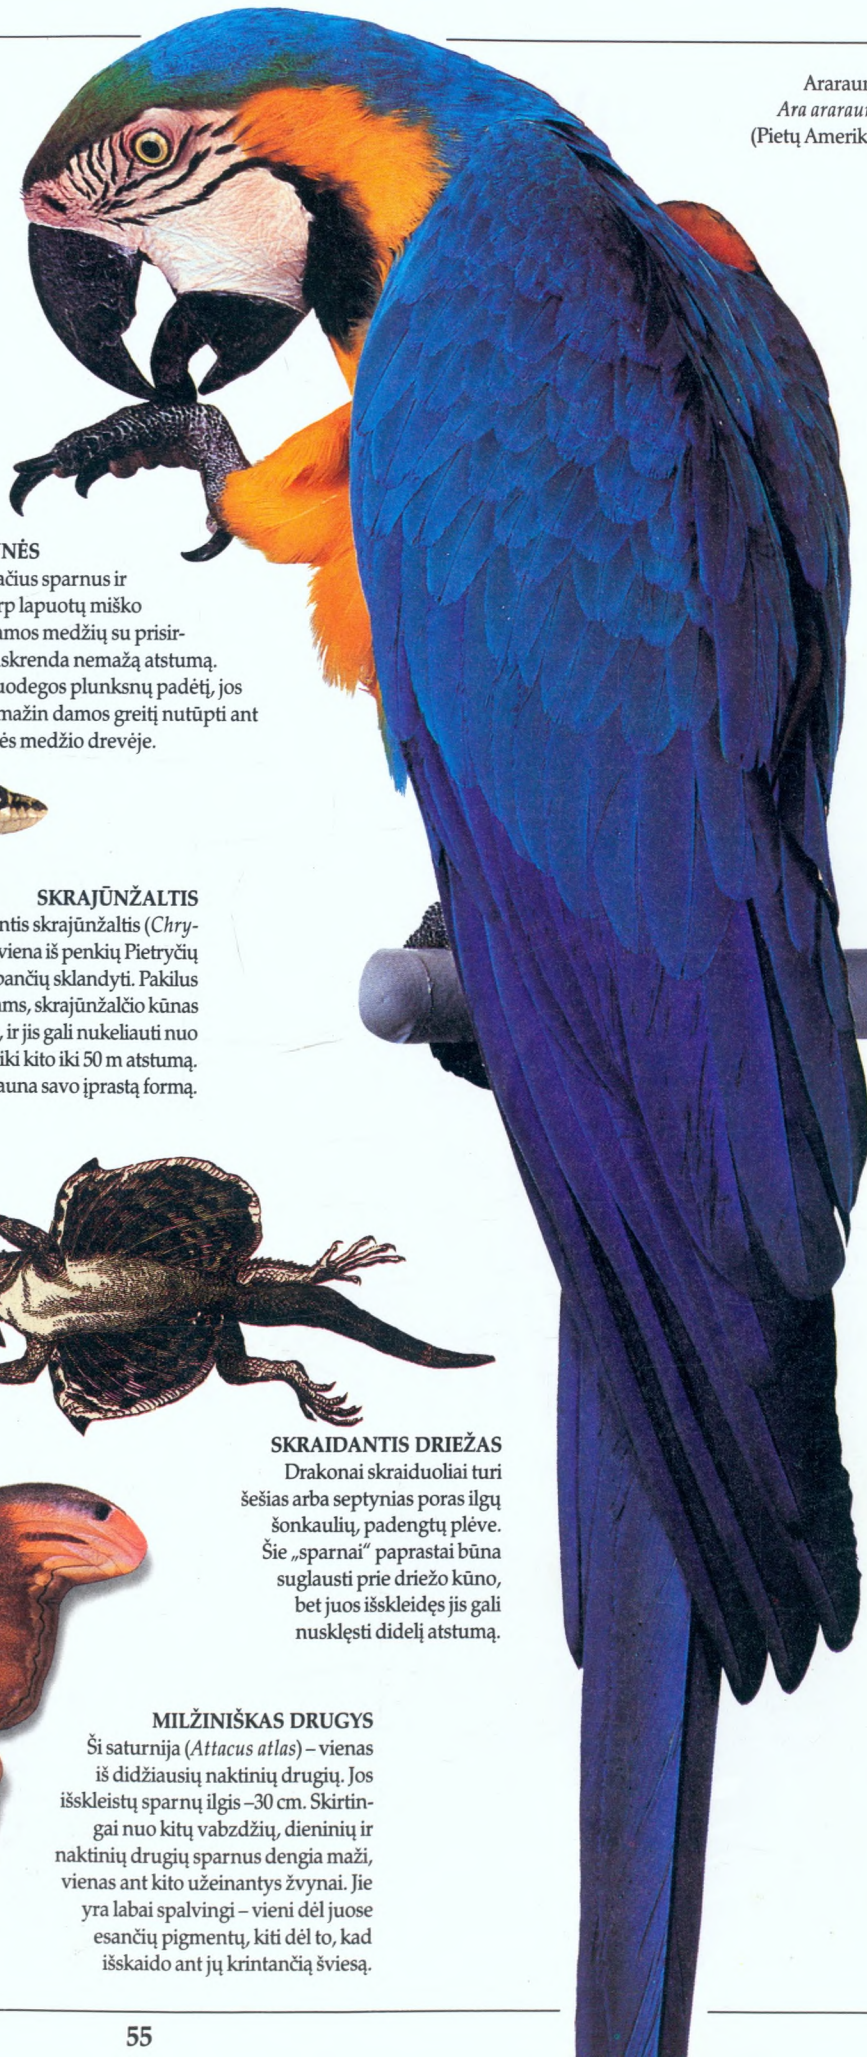 Araraun
Ara araraun
(Pietų Amerik
NĖS
ačius sparnus ir
rp lapuotų miško
amos medžių su prisir-
skrenda nemažą atstumą.
uodegos plunksnų padėtį, jos
mažin damos greitį nutūpti ant
ės medžio drevėje.
SKRAJŪNŽALTIS
ntis skrajūnžaltis (Chry-
viena iš penkių Pietryčių
pančių sklandyti. Pakilus
ams, skrajūnžalčio kūnas
, ir jis gali nukeliauti nuo
iki kito iki 50 m atstumą.
auna savo įprastą formą.
SKRAIDANTIS DRIEŽAS
Drakonai skraiduoliai turi
šešias arba septynias poras ilgų
šonkaulių, padengtų plėve.
Šie „sparnai“ paprastai būna
suglausti prie driežo kūno,
bet juos išskleidęs jis gali
nusklęsti didelį atstumą.
MILŽINIŠKAS DRUGYS
Ši saturnija (Attacus atlas) – vienas
iš didžiausių naktinių drugių. Jos
išskleistų sparnų ilgis –30 cm. Skirtin-
gai nuo kitų vabzdžių, dieninių ir
naktinių drugių sparnus dengia maži,
vienas ant kito užeinantys žvynai. Jie
yra labai spalvingi – vieni dėl juose
esančių pigmentų, kiti dėl to, kad
išskaido ant jų krintančią šviesą.
55